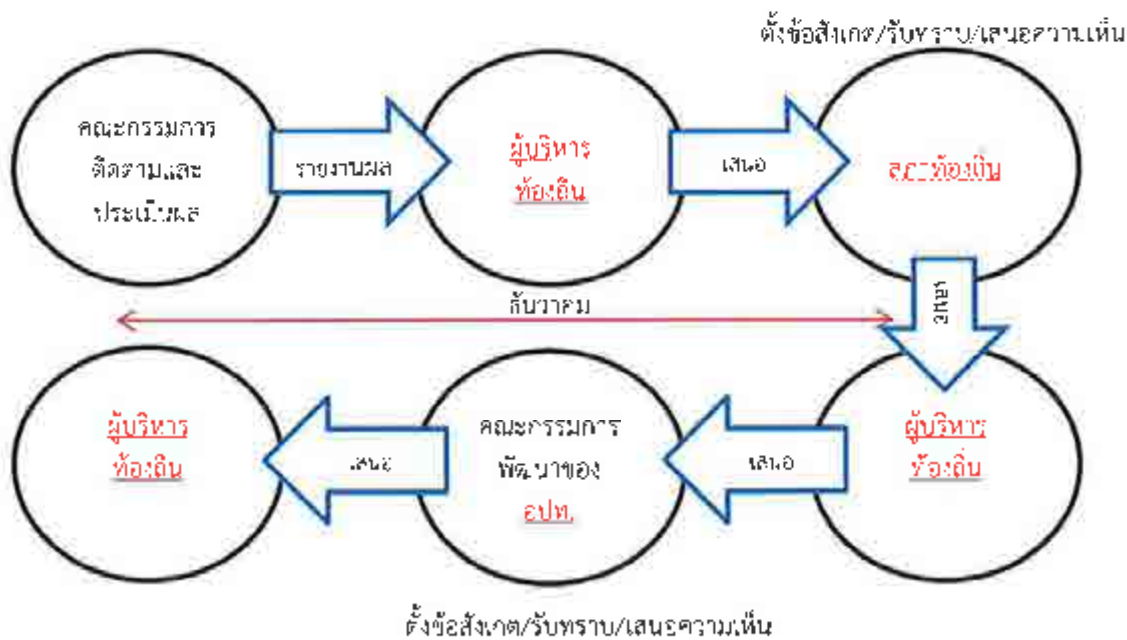 ตั้งข้อสังเกต/รับทราบ/เสนอความเห็น
คณะกรรมการ
ติดตามและ
ประเมินผล
รายงานผล
ผู้บริหาร
ท้องถิ่น
เสนอ
สภาท้องถิ่น
เสนอ
ธันวาคม
ผู้บริหาร
ท้องถิ่น
เสนอ
คณะกรรมการ
พัฒนาของ
อปท.
เสนอ
ผู้บริหาร
ท้องถิ่น
ตั้งข้อสังเกต/รับทราบ/เสนอความเห็น